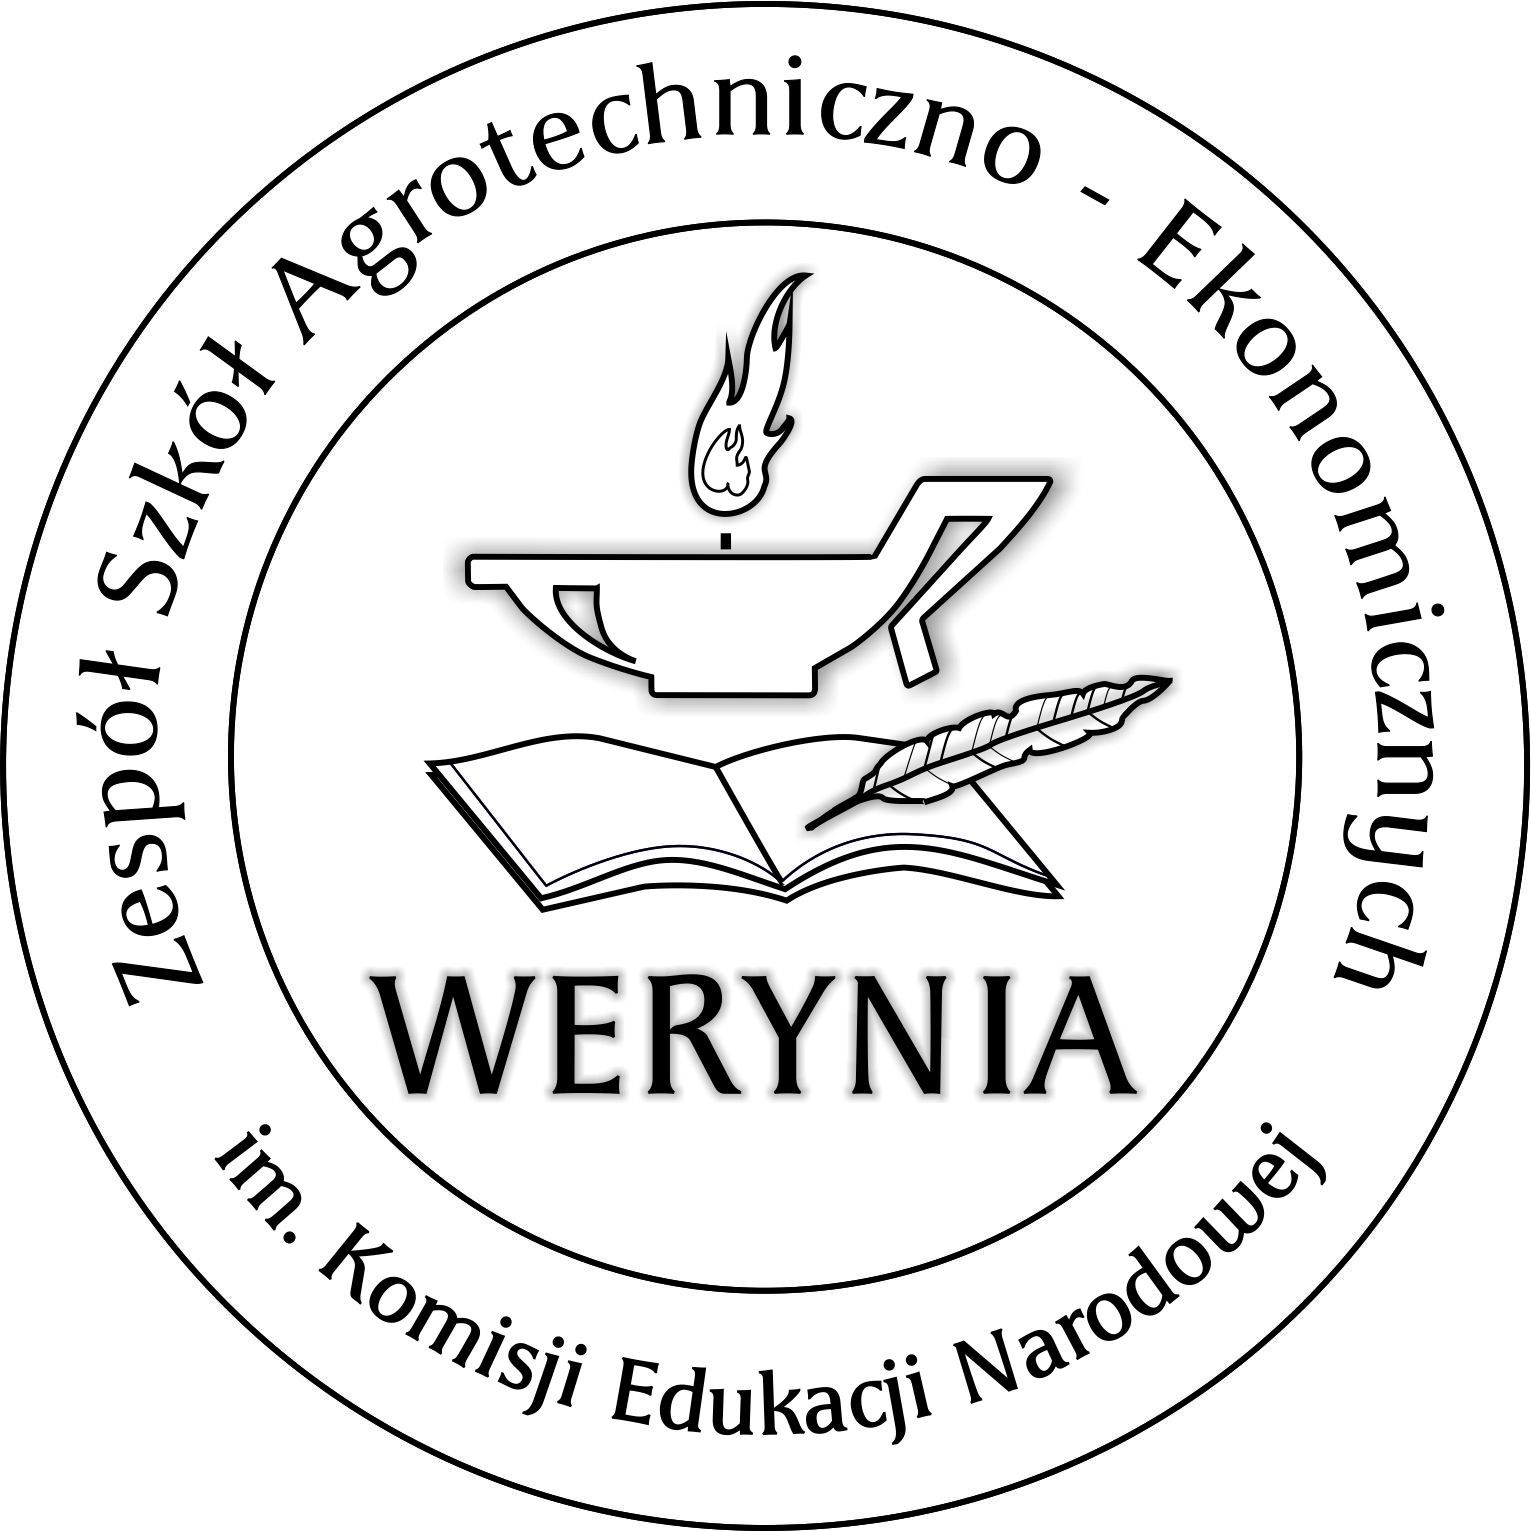 Zespół Szkół Agrotechniczno - Ekonomicznych
WERYNIA
im. Komisji Edukacji Narodowej